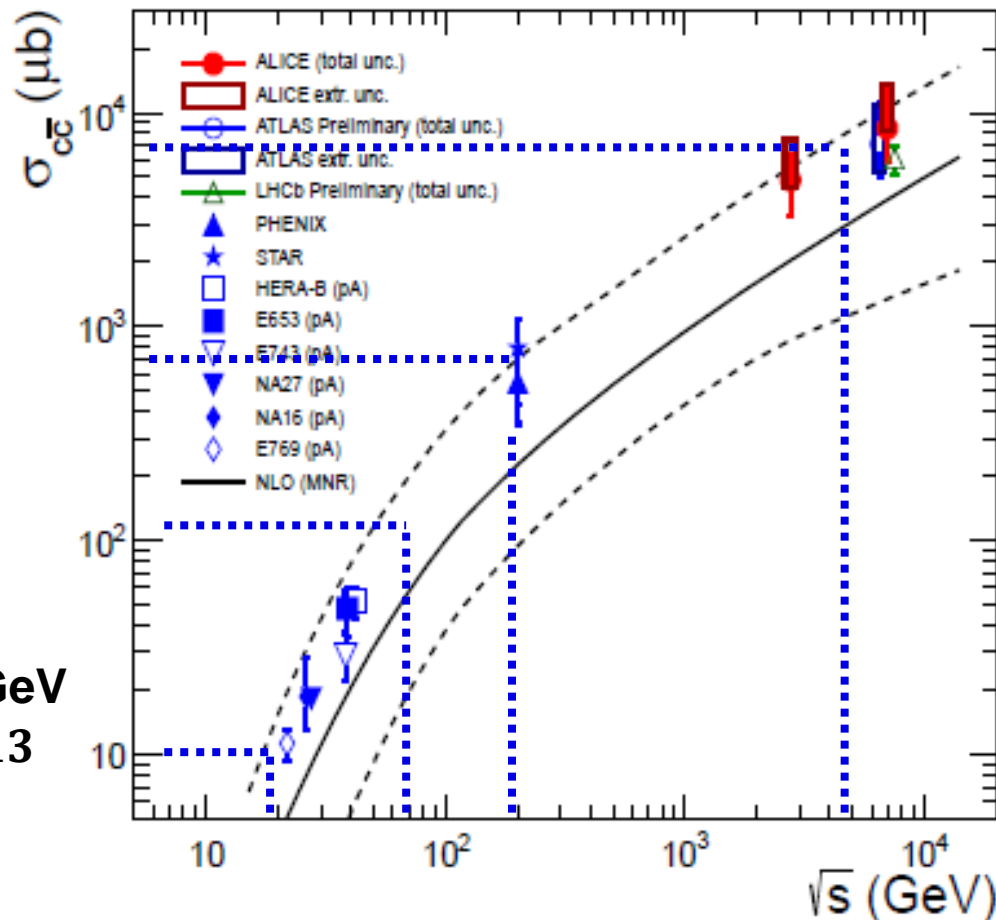 σcc̅ (μb)
10⁴
10³
10²
10
ALICE (total unc.)
ALICE extr. unc.
ATLAS Preliminary (total unc.)
ATLAS extr. unc.
LHCb Preliminary (total unc.)
PHENIX
STAR
HERA-B (pA)
E653 (pA)
E743 (pA)
NA27 (pA)
NA16 (pA)
E769 (pA)
NLO (MNR)
GeV
13
10
10²
10³
10⁴
√s (GeV)